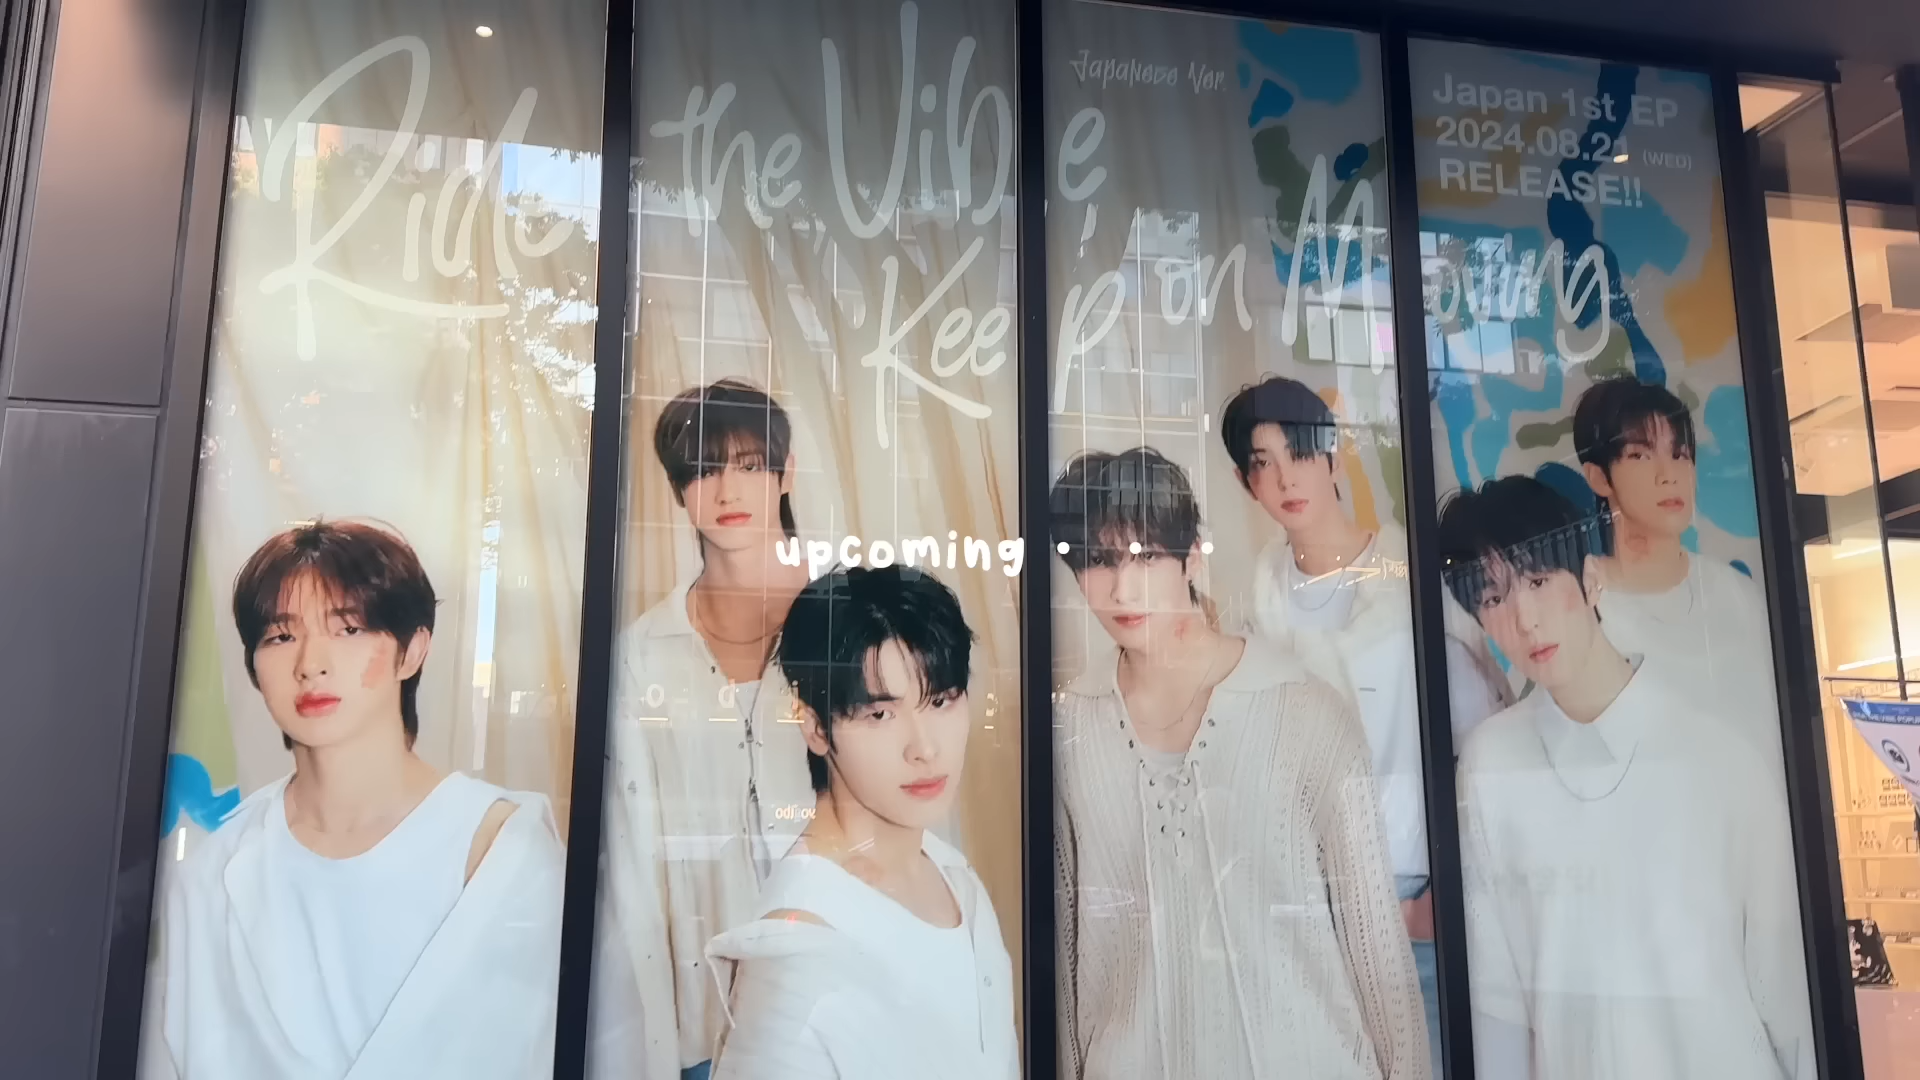 Ride the Vibe
Japanese Ver.
Keep on Moving
Japan 1st EP
2024.08.21 (WED)
RELEASE!!
upcoming . . .